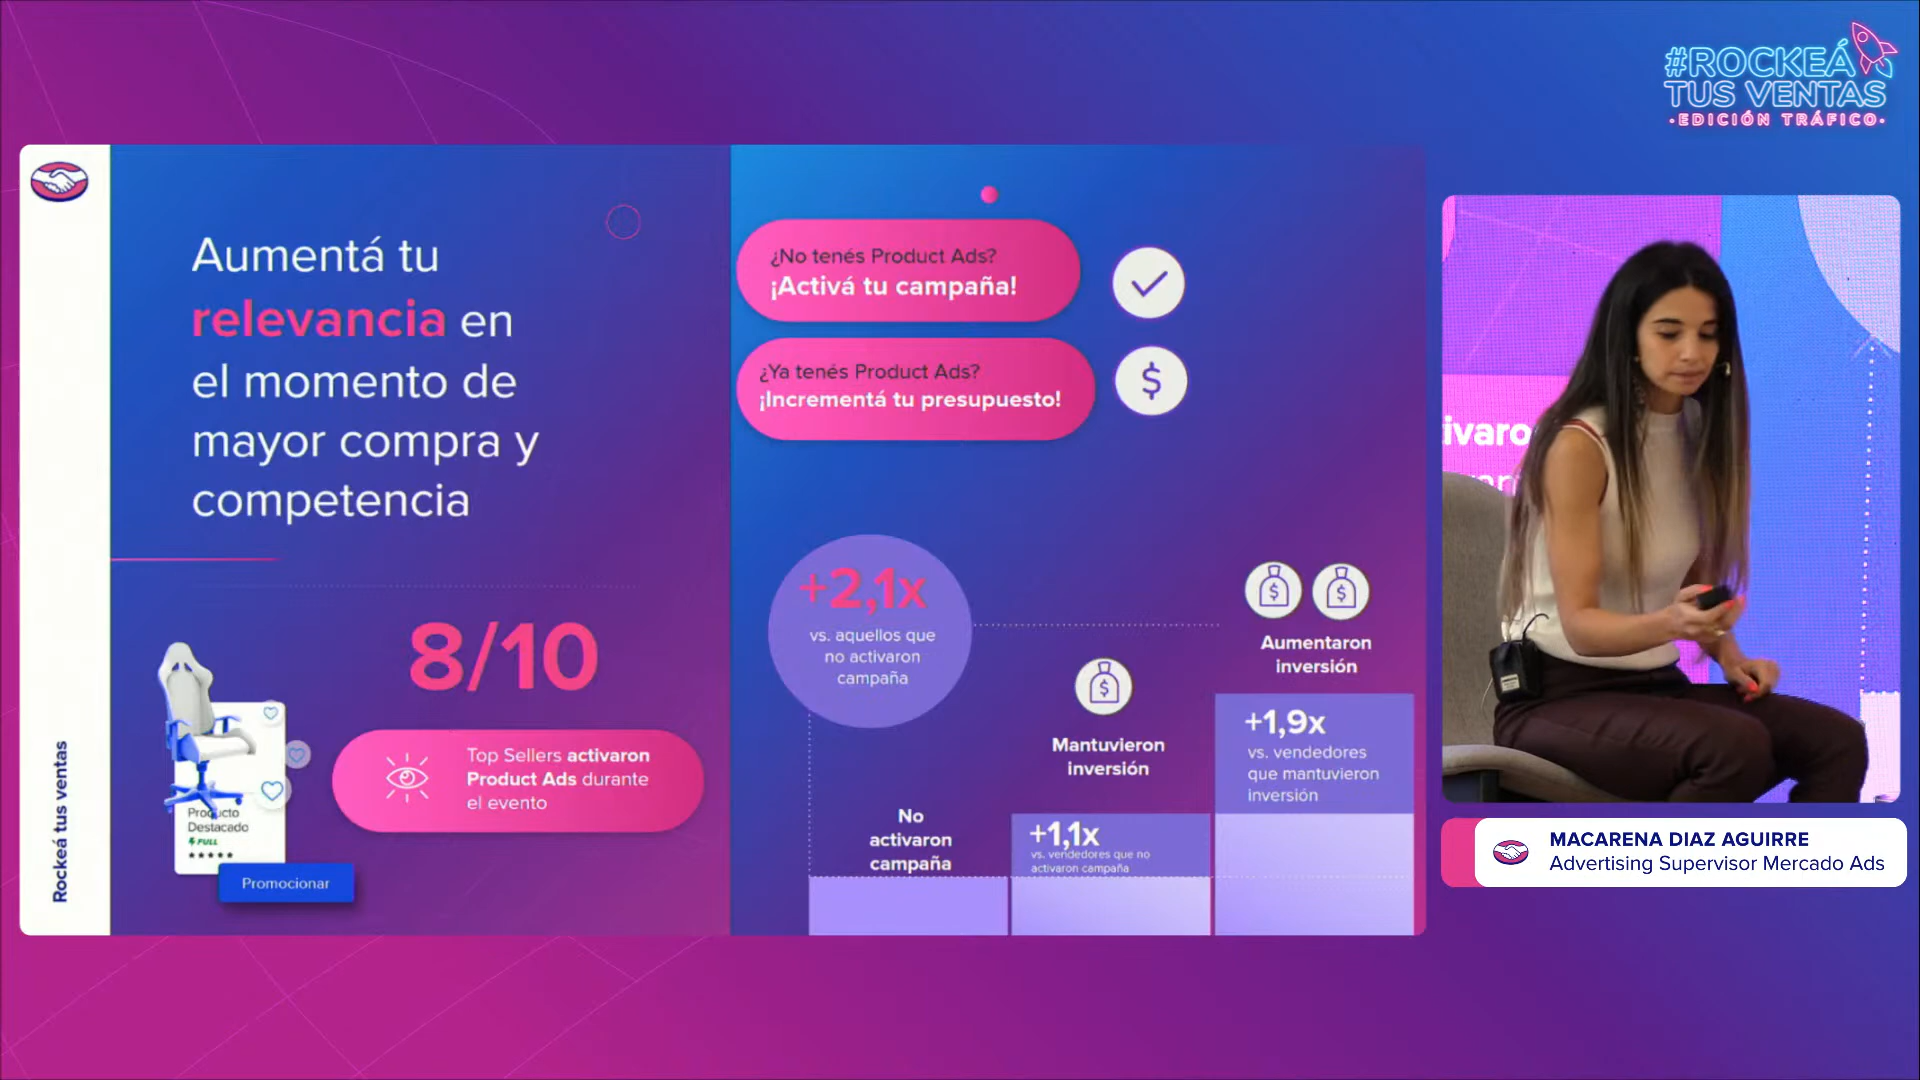 #ROCKEÁ
TUS VENTAS
•EDICIÓN TRÁFICO•
Rockeá tus ventas
Aumentá tu
relevancia en
el momento de
mayor compra y
competencia
8/10
Top Sellers activaron
Product Ads durante
el evento
Producto
Destacado
FULL
Promocionar
¿No tenés Product Ads?
¡Activá tu campaña!
¿Ya tenés Product Ads?
¡Incrementá tu presupuesto!
+2,1x
vs. aquellos que
no activaron
campaña
No
activaron
campaña
Mantuvieron
inversión
+1,1x
vs. vendedores que no
activaron campaña
Aumentaron
inversión
+1,9x
vs. vendedores
que mantuvieron
inversión
ivaro
MACARENA DIAZ AGUIRRE
Advertising Supervisor Mercado Ads